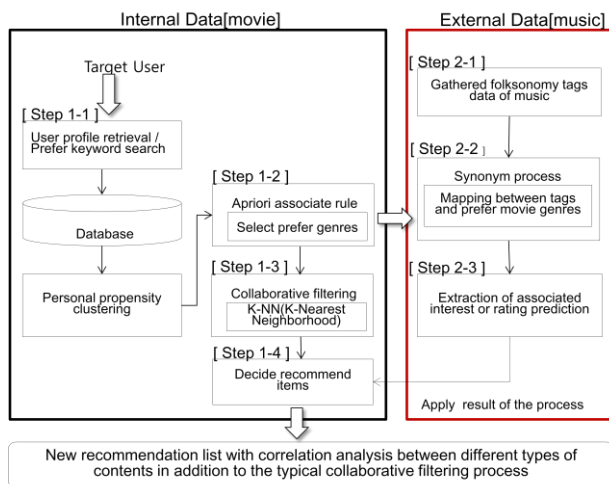 Internal Data[movie]
Target User
[ Step 1-1 ]
User profile retrieval /
Prefer keyword search
Database
Personal propensity
clustering
[ Step 1-2 ]
Apriori associate rule
Select prefer genres
[ Step 1-3 ]
Collaborative filtering
K-NN(K-Nearest
Neighborhood)
[ Step 1-4 ]
Decide recommend
items
External Data[music]
[ Step 2-1 ]
Gathered folksonomy tags
data of music
[ Step 2-2 ]
Synonym process
Mapping between tags
and prefer movie genres
[ Step 2-3 ]
Extraction of associated
interest or rating prediction
Apply result of the process
New recommendation list with correlation analysis between different types of
contents in addition to the typical collaborative filtering process